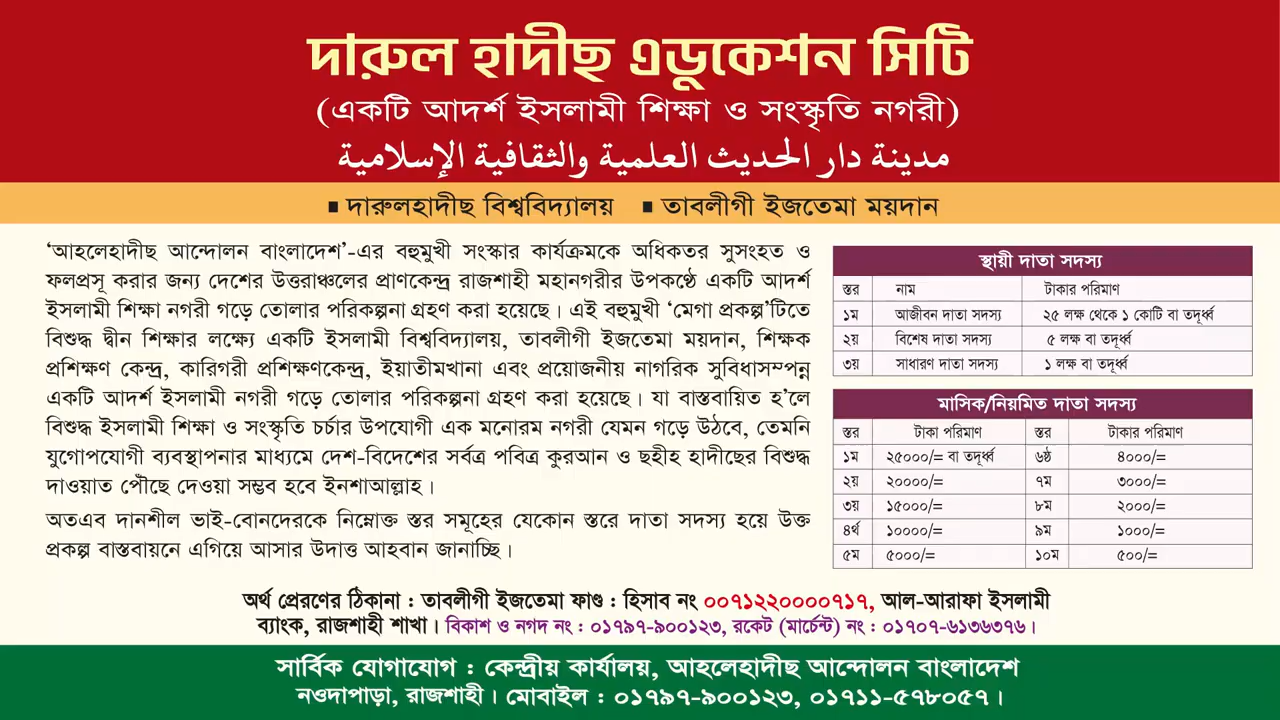 দারুল হাদীছ এডুকেশন সিটি
(একটি আদর্শ ইসলামী শিক্ষা ও সংস্কৃতি নগরী)
مدينة دار الحديث العلمية والثقافية الإسلامية
▪ দারুলহাদীছ বিশ্ববিদ্যালয় ▪ তাবলীগী ইজতেমা ময়দান
‘আহলেহাদীছ আন্দোলন বাংলাদেশ’-এর বহুমুখী সংস্কার কার্যক্রমকে অধিকতর সুসংহত ও
ফলপ্রসূ করার জন্য দেশের উত্তরাঞ্চলের প্রাণকেন্দ্র রাজশাহী মহানগরীর উপকণ্ঠে একটি আদর্শ
ইসলামী শিক্ষা নগরী গড়ে তোলার পরিকল্পনা গ্রহণ করা হয়েছে। এই বহুমুখী ‘মেগা প্রকল্প’টিতে
বিশুদ্ধ দ্বীন শিক্ষার লক্ষ্যে একটি ইসলামী বিশ্ববিদ্যালয়, তাবলীগী ইজতেমা ময়দান, শিক্ষক
প্রশিক্ষণ কেন্দ্র, কারিগরী প্রশিক্ষণকেন্দ্র, ইয়াতীমখানা এবং প্রয়োজনীয় নাগরিক সুবিধাসম্পন্ন
একটি আদর্শ ইসলামী নগরী গড়ে তোলার পরিকল্পনা গ্রহণ করা হয়েছে। যা বাস্তবায়িত হ’লে
বিশুদ্ধ ইসলামী শিক্ষা ও সংস্কৃতি চর্চার উপযোগী এক মনোরম নগরী যেমন গড়ে উঠবে, তেমনি
যুগোপযোগী ব্যবস্থাপনার মাধ্যমে দেশ-বিদেশের সর্বত্র পবিত্র কুরআন ও ছহীহ হাদীছের বিশুদ্ধ
দাওয়াত পৌঁছে দেওয়া সম্ভব হবে ইনশাআল্লাহ।
অতএব দানশীল ভাই-বোনদেরকে নিম্নোক্ত স্তর সমূহের যেকোন স্তরে দাতা সদস্য হয়ে উক্ত
প্রকল্প বাস্তবায়নে এগিয়ে আসার উদাত্ত আহবান জানাচ্ছি।
স্থায়ী দাতা সদস্য
স্তর নাম টাকার পরিমাণ
১ম আজীবন দাতা সদস্য ২৫ লক্ষ থেকে ১ কোটি বা তদূর্ধ্ব
২য় বিশেষ দাতা সদস্য ৫ লক্ষ বা তদূর্ধ্ব
৩য় সাধারণ দাতা সদস্য ১ লক্ষ বা তদূর্ধ্ব
মাসিক/নিয়মিত দাতা সদস্য
স্তর টাকা পরিমাণ স্তর টাকার পরিমাণ
১ম ২৫০০০/= বা তদূর্ধ্ব ৬ষ্ঠ ৪০০০/=
২য় ২০০০০/= ৭ম ৩০০০/=
৩য় ১৫০০০/= ৮ম ২০০০/=
৪র্থ ১০০০০/= ৯ম ১০০০/=
৫ম ৫০০০/= ১০ম ৫০০/=
অর্থ প্রেরণের ঠিকানা : তাবলীগী ইজতেমা ফাণ্ড : হিসাব নং ০০৭১২২০০০০৭১৭, আল-আরাফা ইসলামী
ব্যাংক, রাজশাহী শাখা। বিকাশ ও নগদ নং : ০১৭৯৭-৯০০১২৩, রকেট (মার্চেন্ট) নং : ০১৭০৭-৬১৩৬৩৭৬।
সার্বিক যোগাযোগ : কেন্দ্রীয় কার্যালয়, আহলেহাদীছ আন্দোলন বাংলাদেশ
নওদাপাড়া, রাজশাহী। মোবাইল : ০১৭৯৭-৯০০১২৩, ০১৭১১-৫৭৮০৫৭।